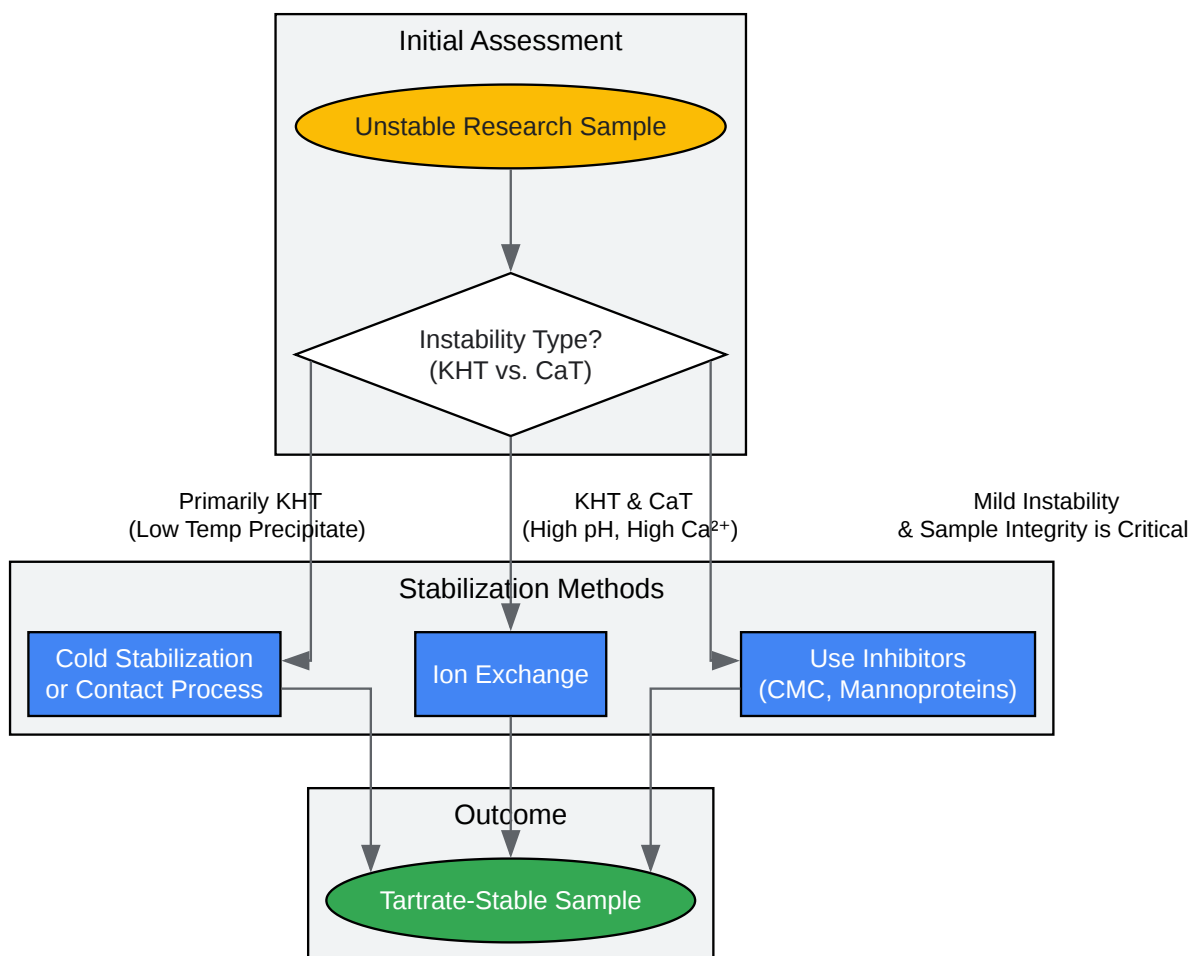 Initial Assessment
Unstable Research Sample
Instability Type?
(KHT vs. CaT)
Primarily KHT
(Low Temp Precipitate)
KHT & CaT
(High pH, High Ca²⁺)
Mild Instability
& Sample Integrity is Critical
Stabilization Methods
Cold Stabilization
or Contact Process
Ion Exchange
Use Inhibitors
(CMC, Mannoproteins)
Outcome
Tartrate-Stable Sample